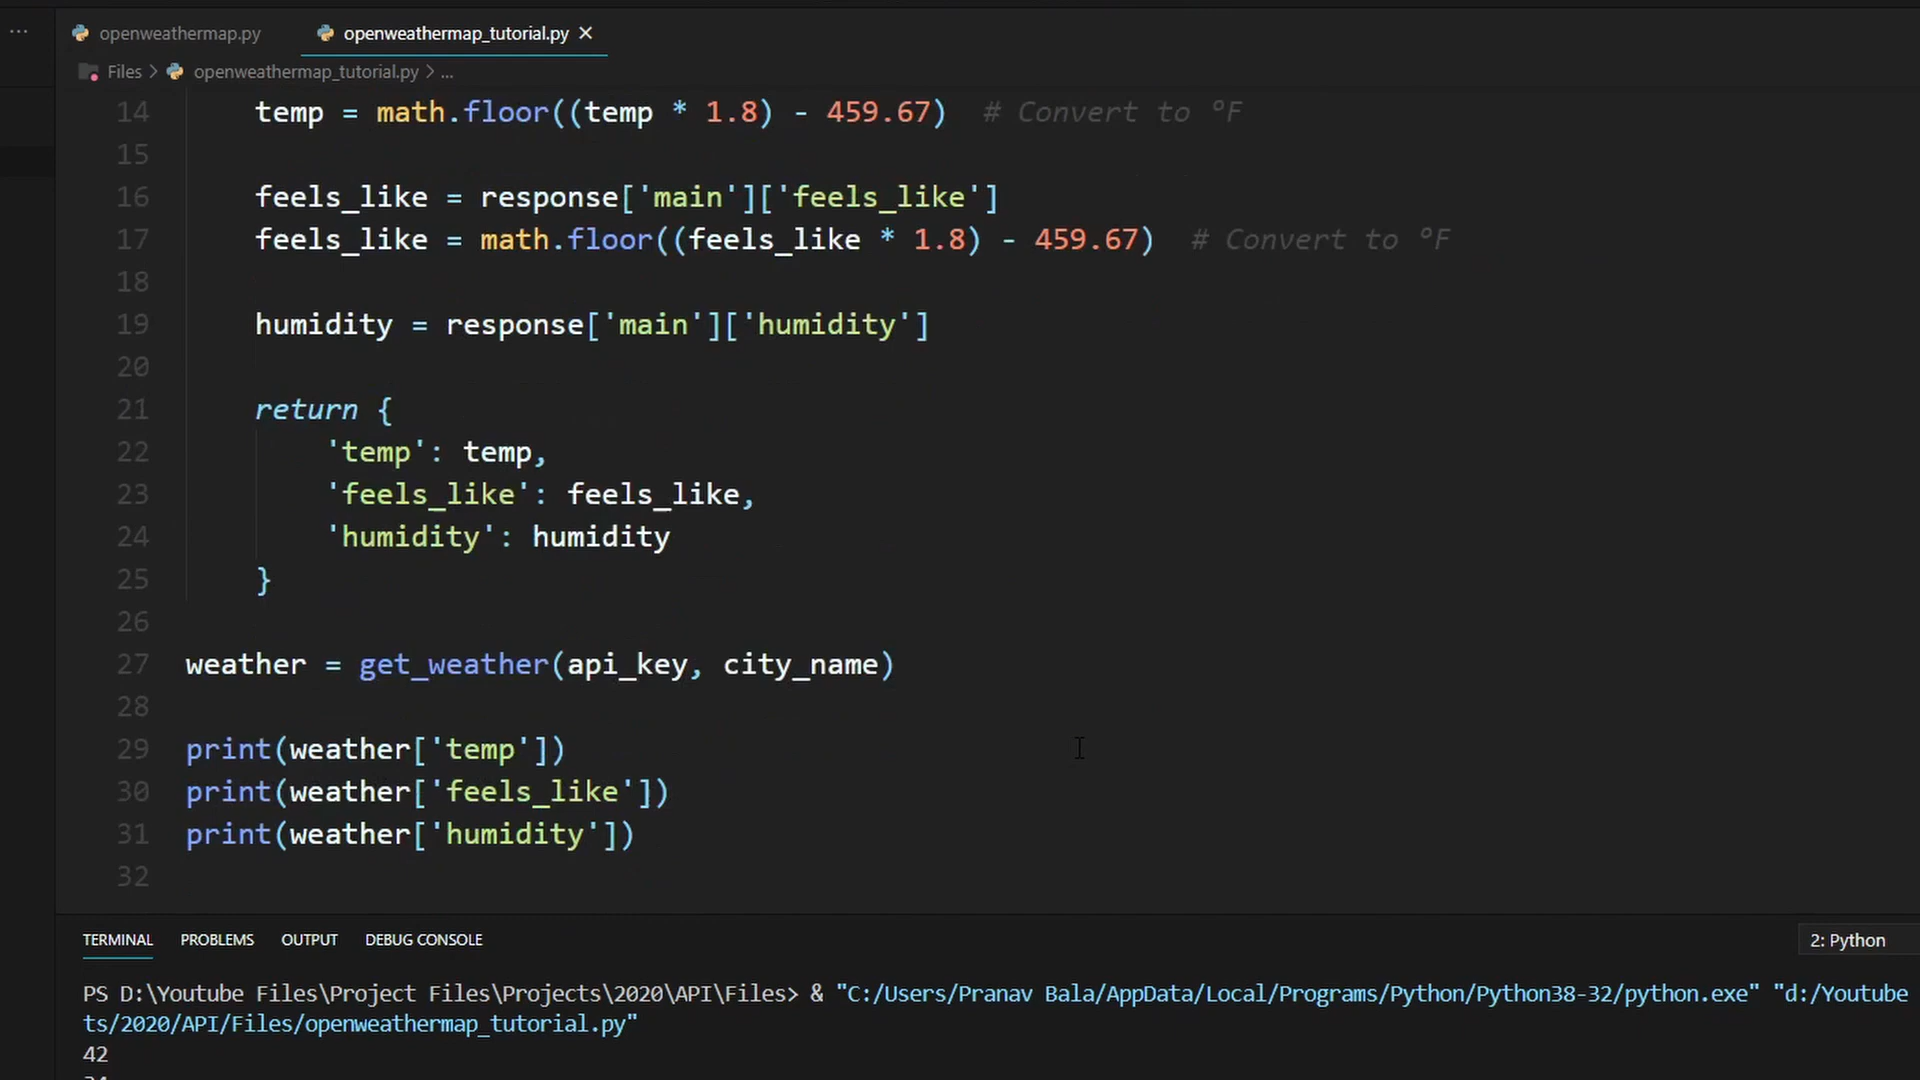 openweathermap.py openweathermap_tutorial.py
Files > openweathermap_tutorial.py > ...
14 temp = math.floor((temp * 1.8) - 459.67)  # Convert to °F
15
16 feels_like = response['main']['feels_like']
17 feels_like = math.floor((feels_like * 1.8) - 459.67)  # Convert to °F
18
19 humidity = response['main']['humidity']
20
21 return {
22 'temp': temp,
23 'feels_like': feels_like,
24 'humidity': humidity
25 }
26
27 weather = get_weather(api_key, city_name)
28
29 print(weather['temp'])
30 print(weather['feels_like'])
31 print(weather['humidity'])
32
TERMINAL PROBLEMS OUTPUT DEBUG CONSOLE 2: Python
PS D:\Youtube Files\Project Files\Projects\2020\API\Files> & "C:/Users/Pranav Bala/AppData/Local/Programs/Python/Python38-32/python.exe" "d:/Youtube
ts/2020/API/Files/openweathermap_tutorial.py"
42